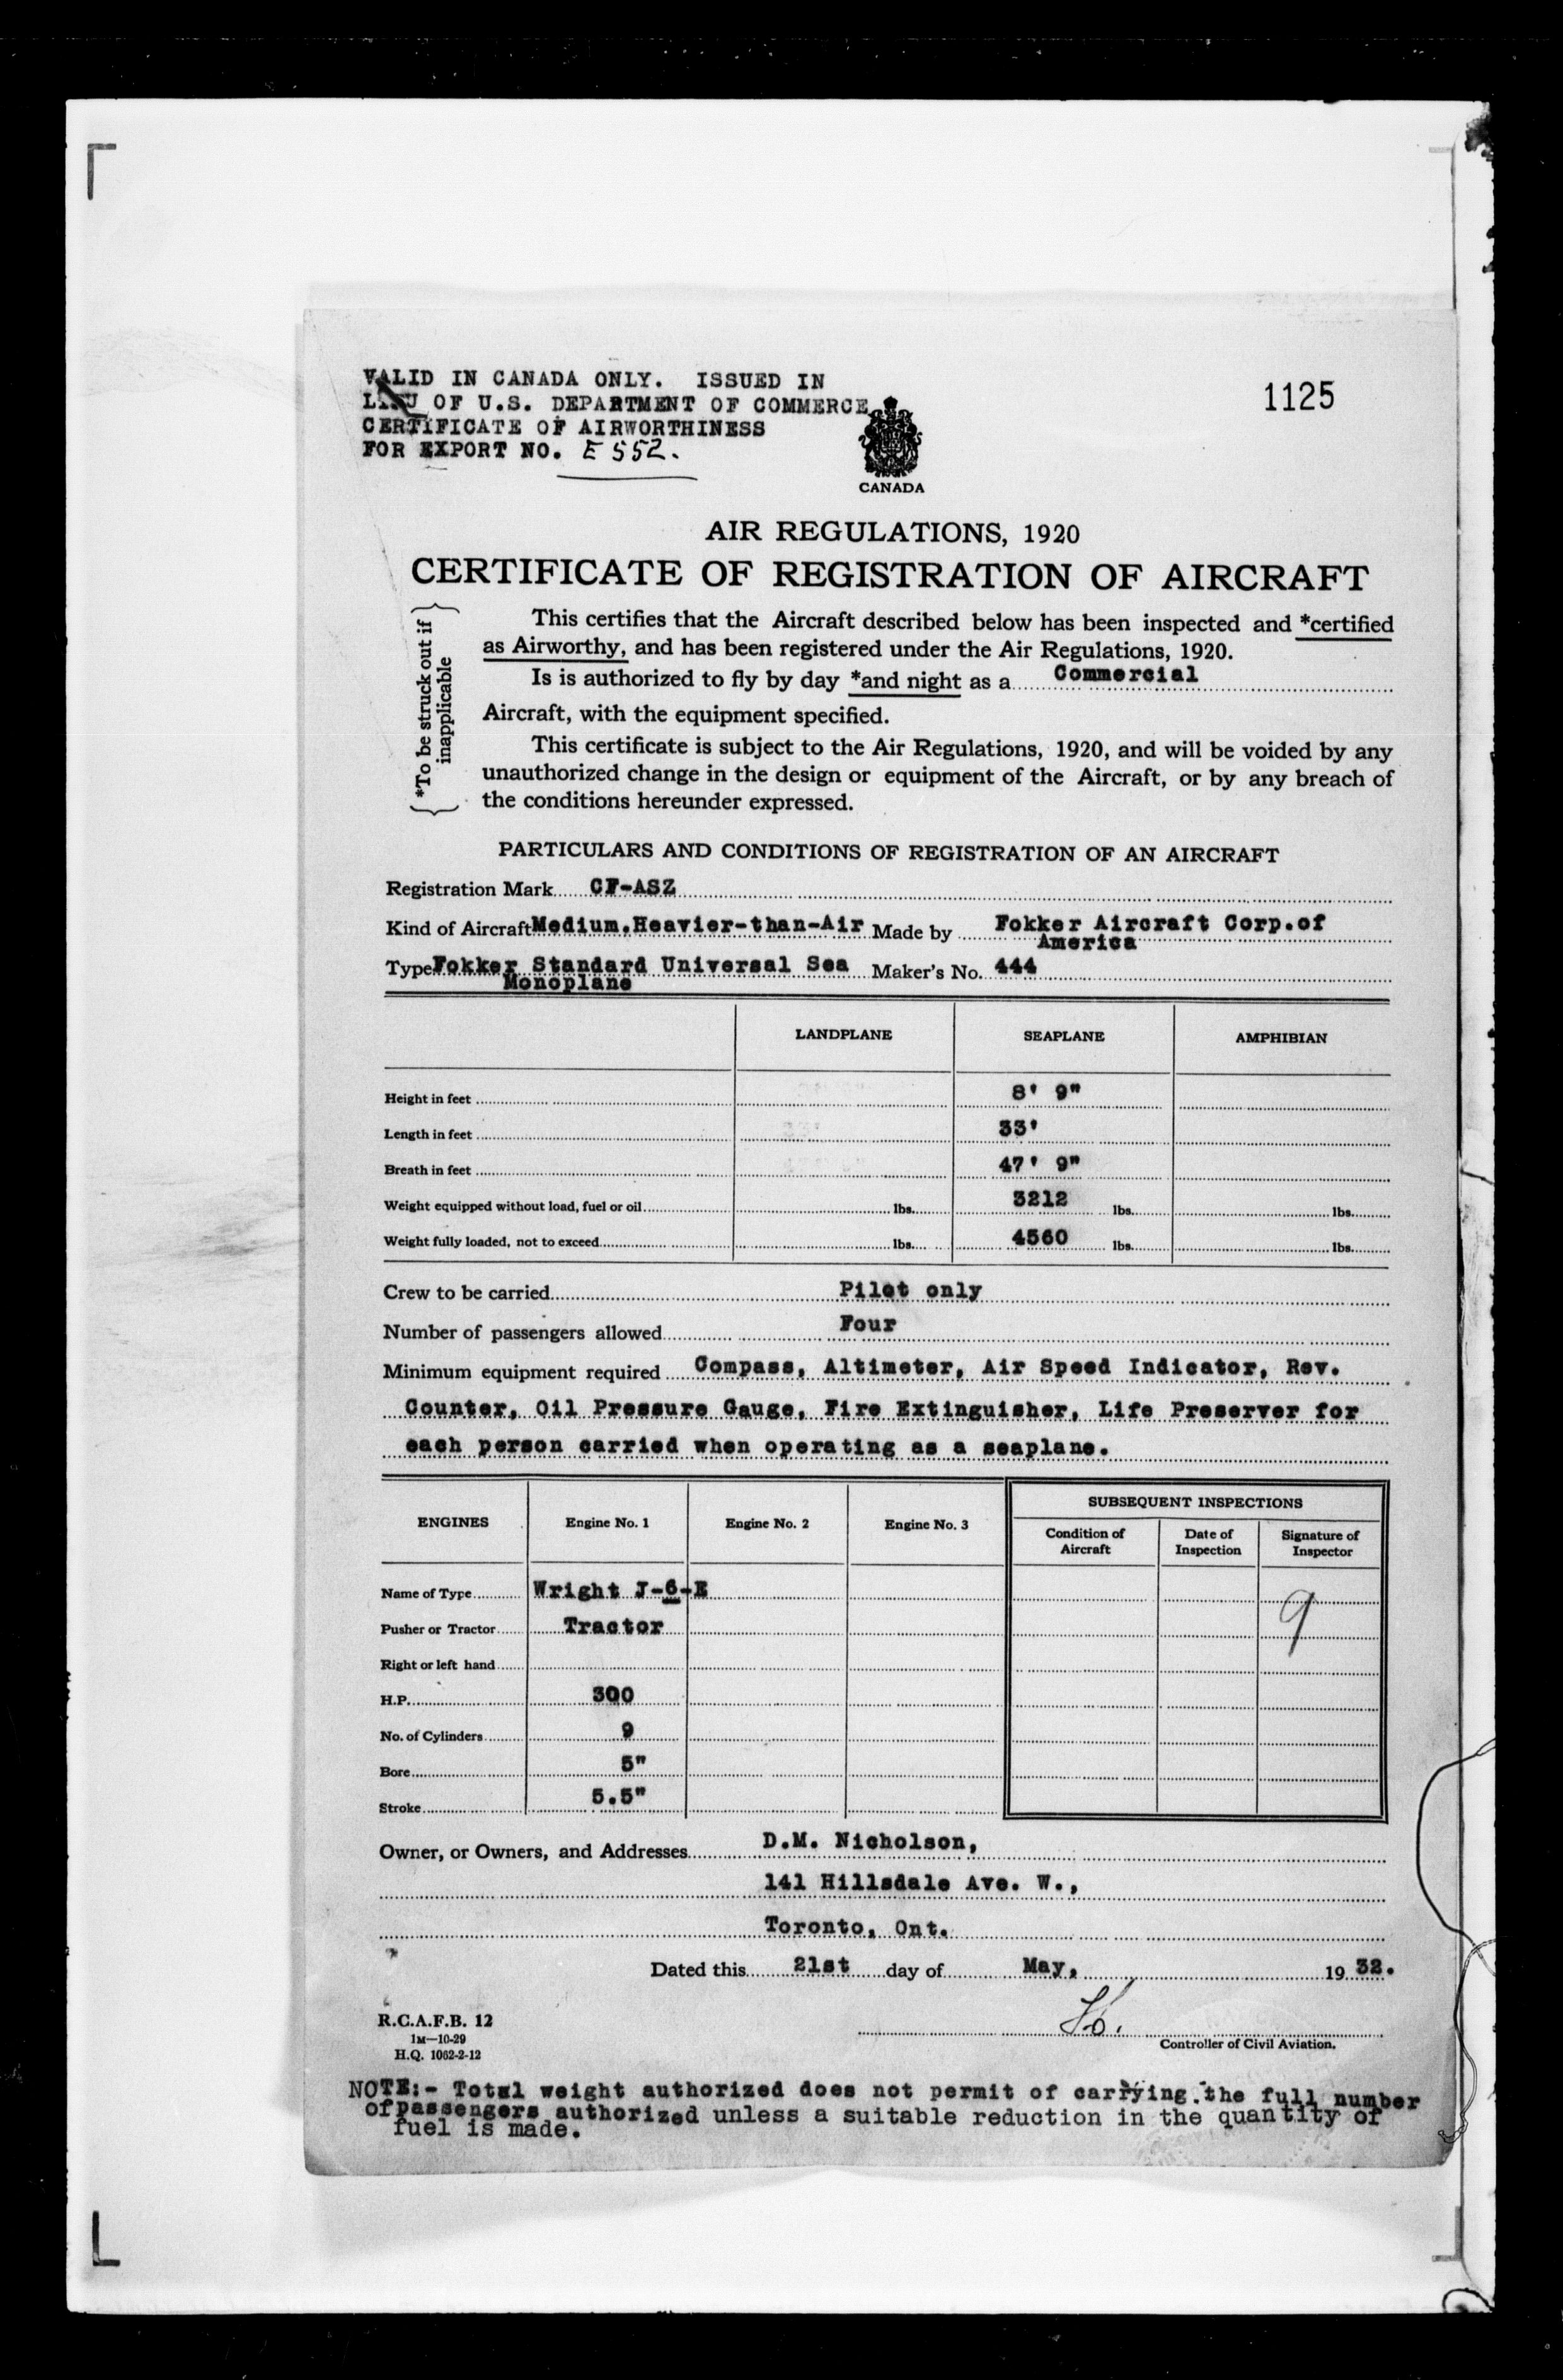 VALID IN CANADA ONLY. ISSUED IN
LIEU OF U.S. DEPARTMENT OF COMMERCE
CERTIFICATE OF AIRWORTHINESS
FOR EXPORT NO. E 552.
1125
CANADA
AIR REGULATIONS, 1920
CERTIFICATE OF REGISTRATION OF AIRCRAFT
*To be struck out if
inapplicable
This certifies that the Aircraft described below has been inspected and *certified
as Airworthy, and has been registered under the Air Regulations, 1920.
Is is authorized to fly by day *and night as a Commercial
Aircraft, with the equipment specified.
This certificate is subject to the Air Regulations, 1920, and will be voided by any
unauthorized change in the design or equipment of the Aircraft, or by any breach of
the conditions hereunder expressed.
PARTICULARS AND CONDITIONS OF REGISTRATION OF AN AIRCRAFT
Registration Mark CF-ASZ
Kind of Aircraft Medium.Heavier-than-Air Made by Fokker Aircraft Corp.of
America
Type Fokker Standard Universal Sea Maker's No. 444
Monoplane
LANDPLANE SEAPLANE AMPHIBIAN
Height in feet 8' 9"
Length in feet 33'
Breath in feet 47' 9"
Weight equipped without load, fuel or oil lbs. 3212 lbs. lbs.
Weight fully loaded, not to exceed lbs. 4560 lbs. lbs.
Crew to be carried Pilot only
Number of passengers allowed Four
Minimum equipment required Compass, Altimeter, Air Speed Indicator, Rev.
Counter, Oil Pressure Gauge, Fire Extinguisher, Life Preserver for
each person carried when operating as a seaplane.
SUBSEQUENT INSPECTIONS
ENGINES Engine No. 1 Engine No. 2 Engine No. 3 Condition of Aircraft Date of Inspection Signature of Inspector
Name of Type Wright J-6-E
9
Pusher or Tractor Tractor
Right or left hand
H.P. 300
No. of Cylinders 9
Bore 5"
Stroke 5.5"
Owner, or Owners, and Addresses D.M. Nicholson,
141 Hillsdale Ave. W.,
Toronto, Ont.
Dated this 21st day of May, 19 32.
R.C.A.F.B. 12
1M—10-29
H.Q. 1062-2-12
Controller of Civil Aviation.
NOTE:- Total weight authorized does not permit of carrying the full number
of passengers authorized unless a suitable reduction in the quantity of
fuel is made.